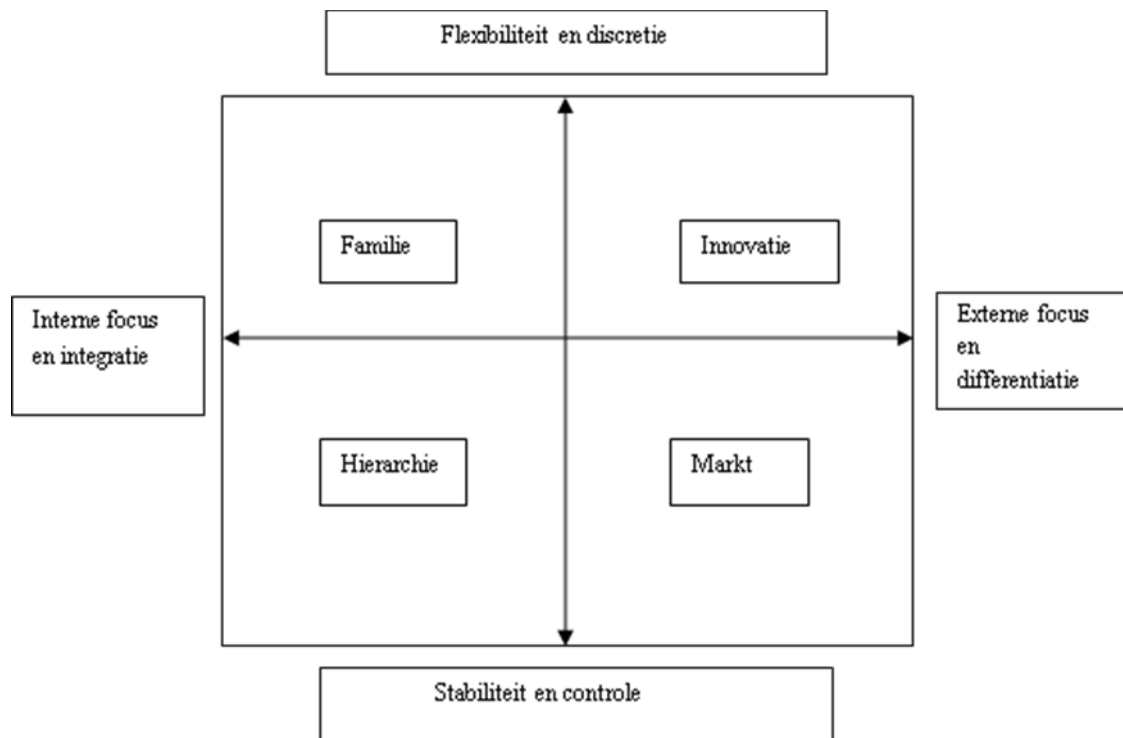 Flexibiliteit en discretie
Familie
Innovatie
Interne focus
en integratie
Externe focus
en
differentiatie
Hierarchie
Markt
Stabiliteit en controle